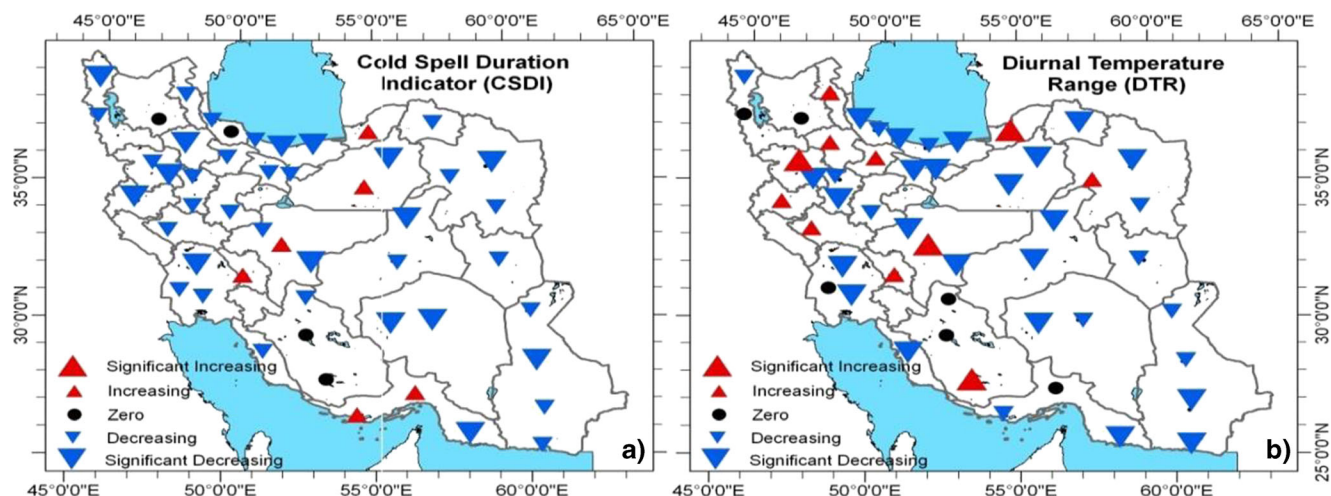 45°0'0"E 50°0'0"E 55°0'0"E 60°0'0"E 65°0'0"E
45°0'0"E 50°0'0"E 55°0'0"E 60°0'0"E 65°0'0"E
Cold Spell Duration
Indicator (CSDI)
Diurnal Temperature
Range (DTR)
35°0'0"N
30°0'0"N
35°0'0"N
30°0'0"N
25°0'0"N
Significant Increasing
Increasing
Zero
Decreasing
Significant Decreasing
a)
Significant Increasing
Increasing
Zero
Decreasing
Significant Decreasing
b)
45°0'0"E 50°0'0"E 55°0'0"E 60°0'0"E
45°0'0"E 50°0'0"E 55°0'0"E 60°0'0"E